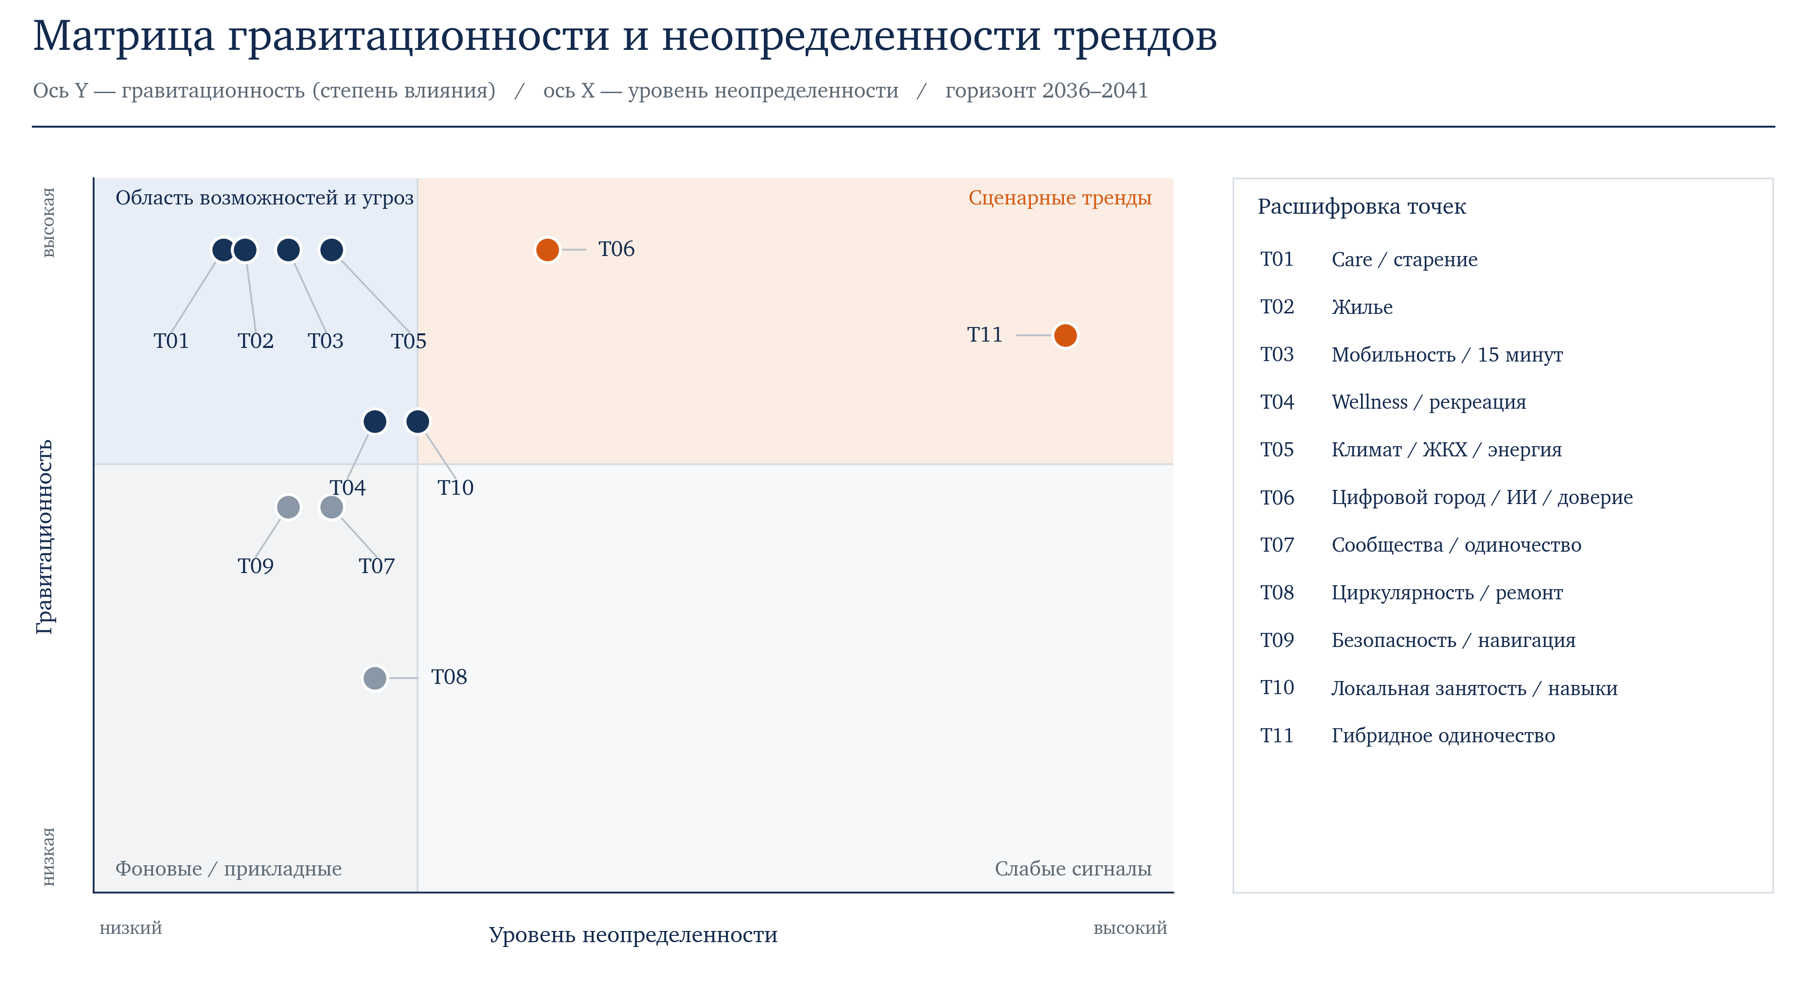 Матрица гравитационности и неопределенности трендов
Ось Y — гравитационность (степень влияния) / ось X — уровень неопределенности / горизонт 2036–2041
высокая
Гравитационность
низкая
Область возможностей и угроз
Сценарные тренды
T06
T11
T01
T02
T03
T05
T04
T10
T09
T07
T08
Фоновые / прикладные
Слабые сигналы
низкий
Уровень неопределенности
высокий
Расшифровка точек
T01 Care / старение
T02 Жилье
T03 Мобильность / 15 минут
T04 Wellness / рекреация
T05 Климат / ЖКХ / энергия
T06 Цифровой город / ИИ / доверие
T07 Сообщества / одиночество
T08 Циркулярность / ремонт
T09 Безопасность / навигация
T10 Локальная занятость / навыки
T11 Гибридное одиночество